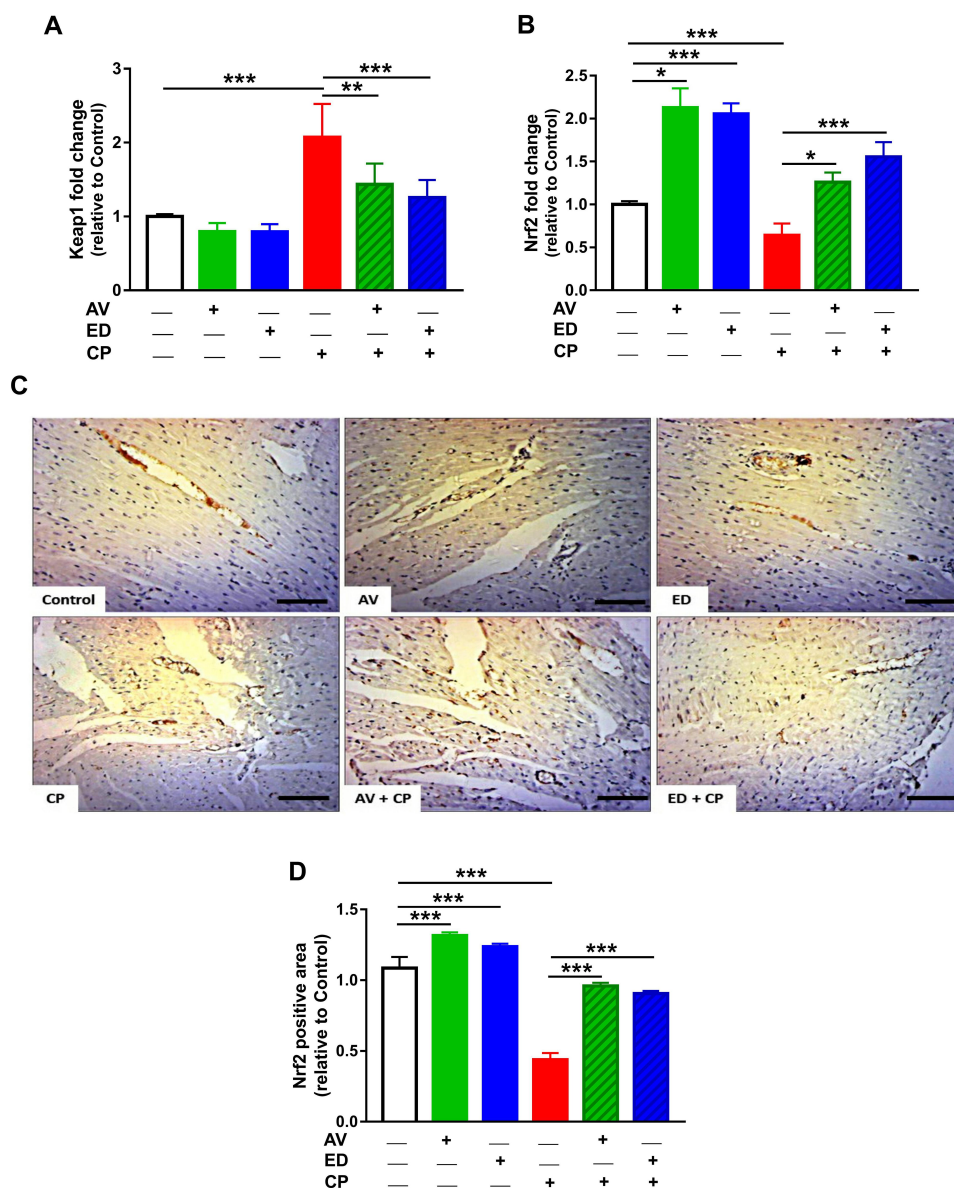 A
Keap1 fold change
(relative to Control)
3
2
1
0
***
***
**
AV — + — — + —
ED — — + — — +
CP — — — + + +
B
Nrf2 fold change
(relative to Control)
2.5
2.0
1.5
1.0
0.5
0.0
***
***
*
***
*
AV — + — — + —
ED — — + — — +
CP — — — + + +
C
Control
AV
ED
CP
AV + CP
ED + CP
D
Nrf2 positive area
(relative to Control)
1.5
1.0
0.5
0.0
***
***
***
***
***
AV — + — — + —
ED — — + — — +
CP — — — + + +